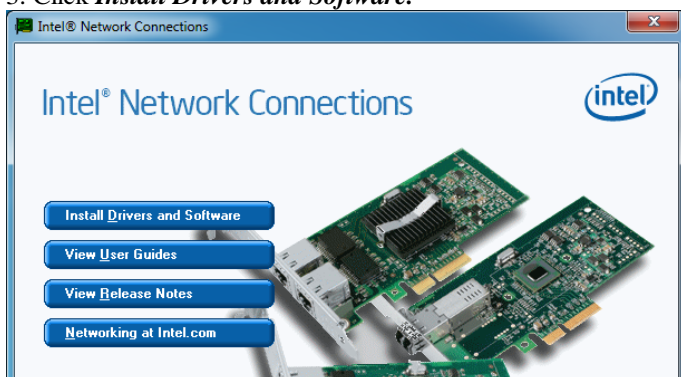 3. Click Install Drivers and Software.
Intel® Network Connections
Intel® Network Connections
intel
Install Drivers and Software
View User Guides
View Release Notes
Networking at Intel.com